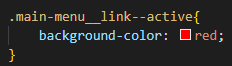 .main-menu__link--active{
    background-color: red;
}